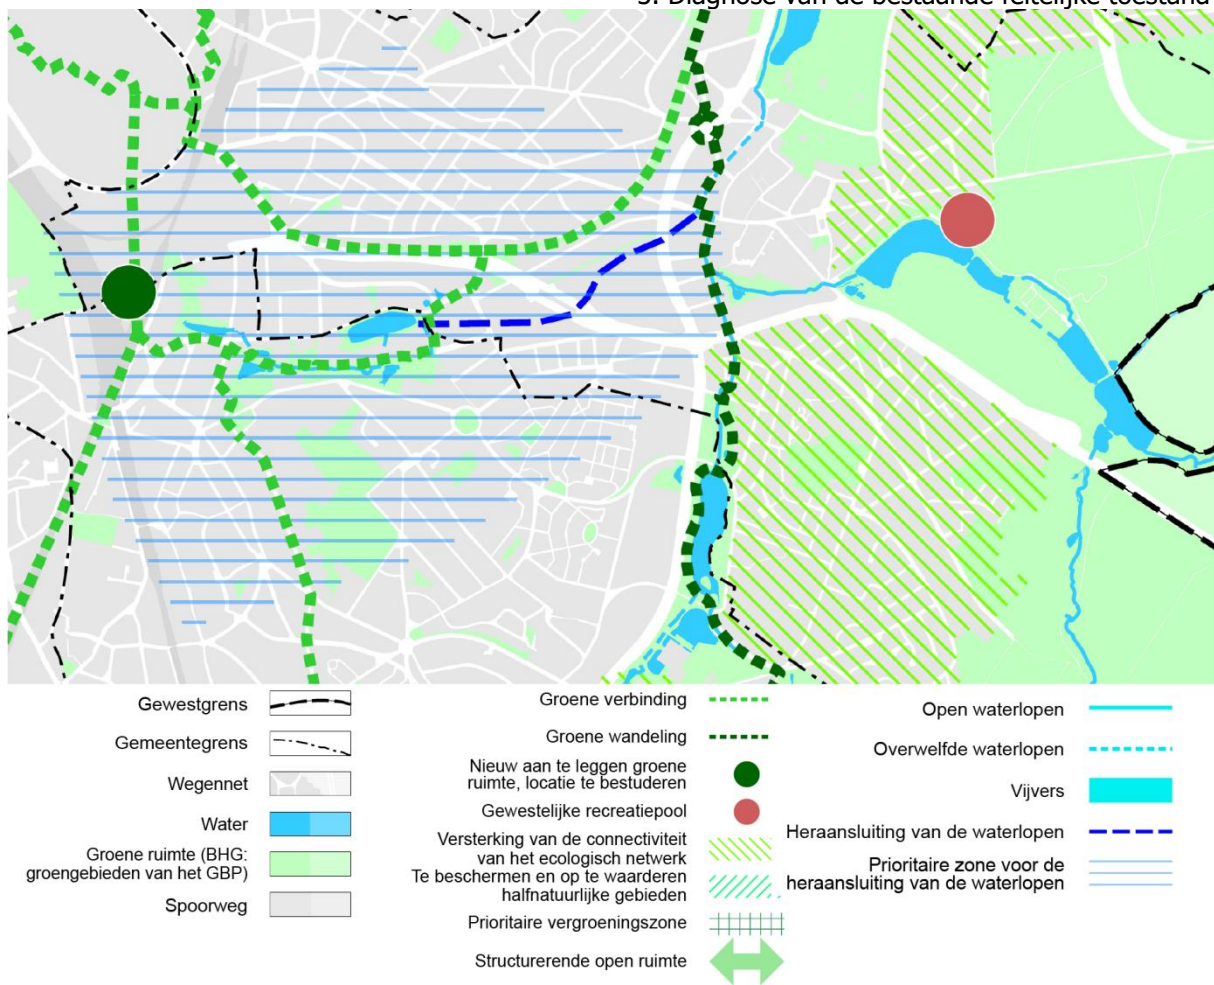 3. Diagnose van de bestaande feitelijke toestand
Gewestgrens
Gemeentegrens
Wegennet
Water
Groene ruimte (BHG:
groengebieden van het GBP)
Spoorweg
Groene verbinding
Groene wandeling
Nieuw aan te leggen groene
ruimte, locatie te bestuderen
Gewestelijke recreatiepool
Versterking van de connectiviteit
van het ecologisch netwerk
Te beschermen en op te waarderen
halfnatuurlijke gebieden
Prioritaire vergroeningszone
Structurerende open ruimte
Open waterlopen
Overwelfde waterlopen
Vijvers
Heraansluiting van de waterlopen
Prioritaire zone voor de
heraansluiting van de waterlopen